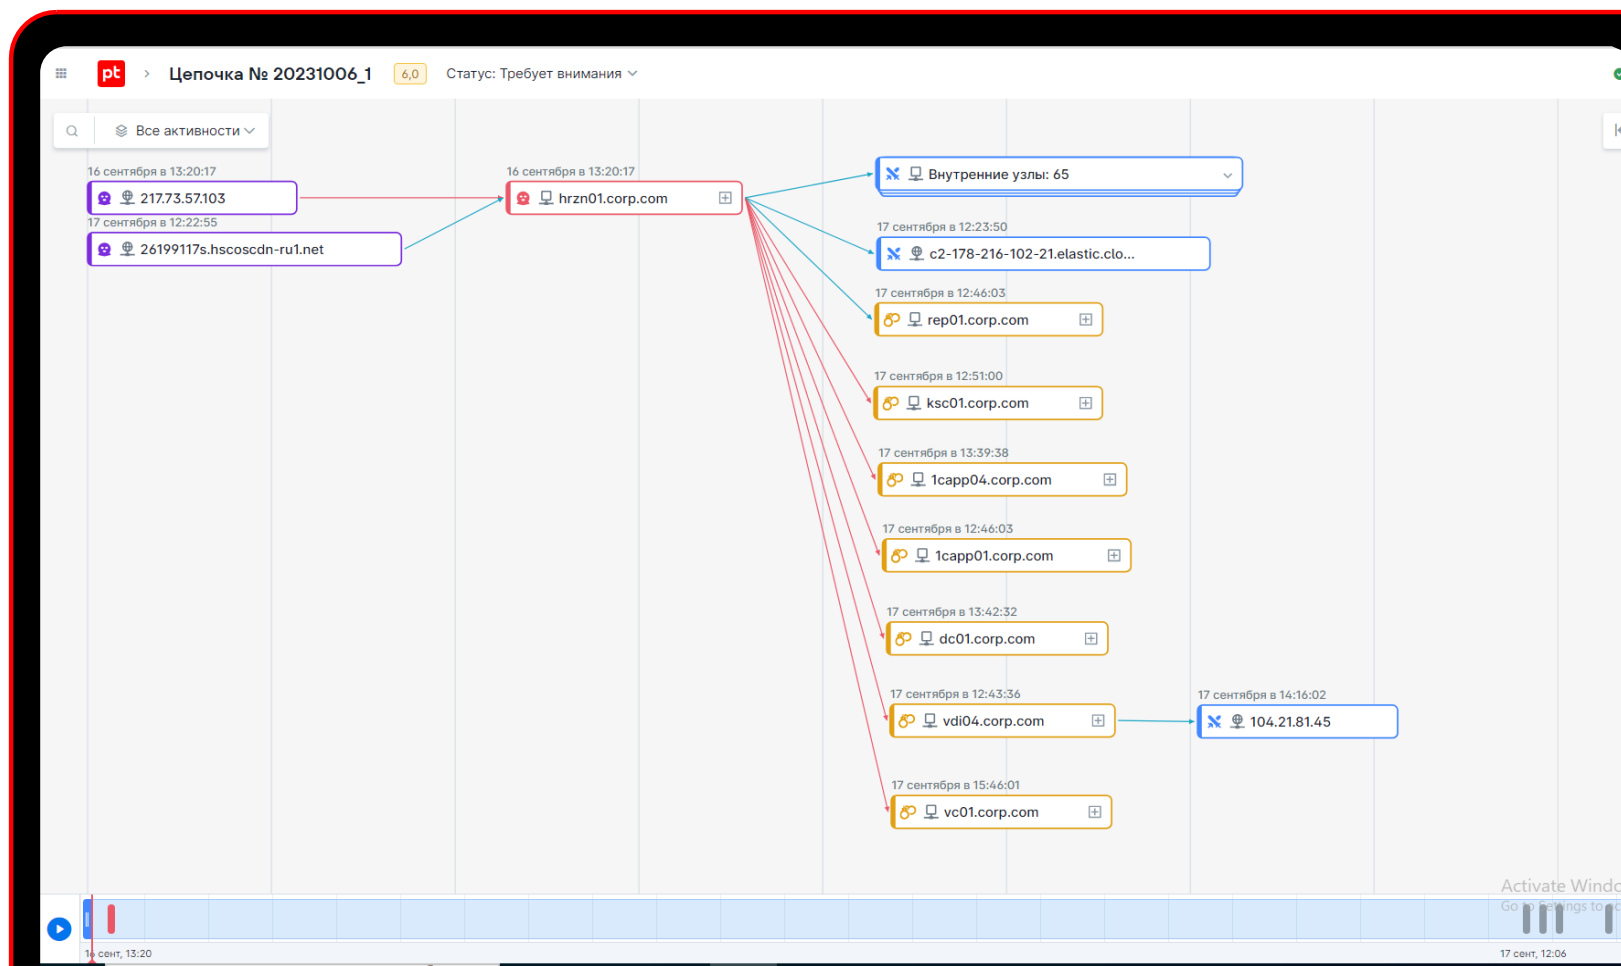 pt
Цепочка № 20231006_1
6,0
Статус: Требует внимания
Все активности
16 сентября в 13:20:17
217.73.57.103
17 сентября в 12:22:55
26199117s.hscoscdn-ru1.net
16 сентября в 13:20:17
hrzn01.corp.com
Внутренние узлы: 65
17 сентября в 12:23:50
c2-178-216-102-21.elastic.clo...
17 сентября в 12:46:03
rep01.corp.com
17 сентября в 12:51:00
ksc01.corp.com
17 сентября в 13:39:38
1capp04.corp.com
17 сентября в 12:46:03
1capp01.corp.com
17 сентября в 13:42:32
dc01.corp.com
17 сентября в 12:43:36
vdi04.corp.com
17 сентября в 14:16:02
104.21.81.45
17 сентября в 15:46:01
vc01.corp.com
Activate Windo
Go to Settings to
16 сент, 13:20
17 сент, 12:06